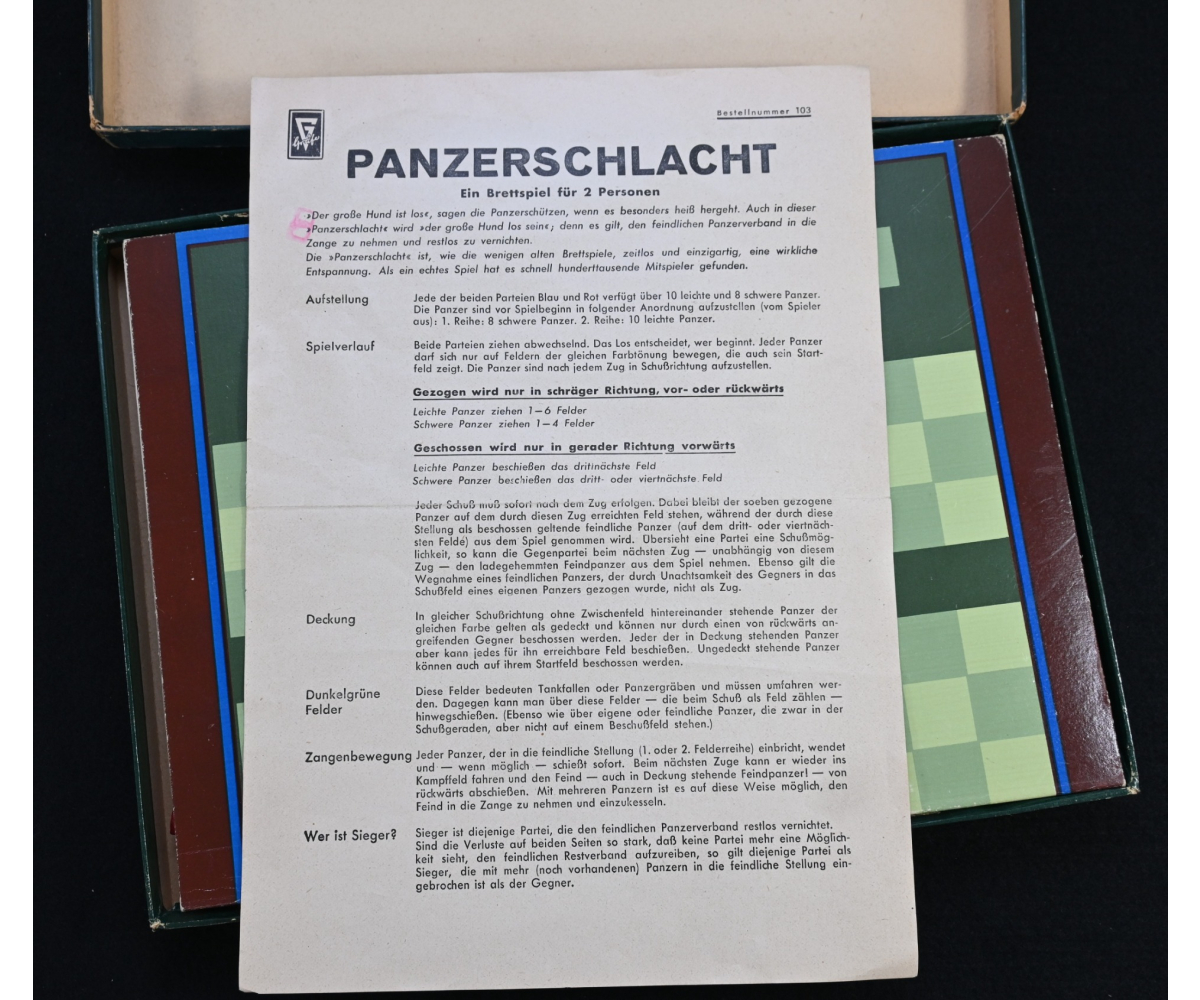 Bestellnummer 103
PANZERSCHLACHT
Ein Brettspiel für 2 Personen
»Der große Hund ist los«, sagen die Panzerschützen, wenn es besonders heiß hergeht. Auch in dieser
»Panzerschlacht« wird »der große Hund los sein«; denn es gilt, den feindlichen Panzerverband in die
Zange zu nehmen und restlos zu vernichten.
Die »Panzerschlacht« ist, wie die wenigen alten Brettspiele, zeitlos und einzigartig, eine wirkliche
Entspannung. Als ein echtes Spiel hat es schnell hunderttausende Mitspieler gefunden.
Aufstellung
Jede der beiden Parteien Blau und Rot verfügt über 10 leichte und 8 schwere Panzer.
Die Panzer sind vor Spielbeginn in folgender Anordnung aufzustellen (vom Spieler
aus): 1. Reihe: 8 schwere Panzer. 2. Reihe: 10 leichte Panzer.
Spielverlauf
Beide Parteien ziehen abwechselnd. Das Los entscheidet, wer beginnt. Jeder Panzer
darf sich nur auf Feldern der gleichen Farbtönung bewegen, die auch sein Start-
feld zeigt. Die Panzer sind nach jedem Zug in Schußrichtung aufzustellen.
Gezogen wird nur in schräger Richtung, vor- oder rückwärts
Leichte Panzer ziehen 1—6 Felder
Schwere Panzer ziehen 1—4 Felder
Geschossen wird nur in gerader Richtung vorwärts
Leichte Panzer beschießen das drittnächste Feld
Schwere Panzer beschießen das dritt- oder viertnächste Feld
Jeder Schuß muß sofort nach dem Zug erfolgen. Dabei bleibt der soeben gezogene
Panzer auf dem durch diesen Zug erreichten Feld stehen, während der durch diese
Stellung als beschossen geltende feindliche Panzer (auf dem dritt- oder viertnäch-
sten Felde) aus dem Spiel genommen wird. Übersieht eine Partei eine Schußmög-
lichkeit, so kann die Gegenpartei beim nächsten Zug — unabhängig von diesem
Zug — den ladegehemmten Feindpanzer aus dem Spiel nehmen. Ebenso gilt die
Wegnahme eines feindlichen Panzers, der durch Unachtsamkeit des Gegners in das
Schußfeld eines eigenen Panzers gezogen wurde, nicht als Zug.
Deckung
In gleicher Schußrichtung ohne Zwischenfeld hintereinander stehende Panzer der
gleichen Farbe gelten als gedeckt und können nur durch einen von rückwärts an-
greifenden Gegner beschossen werden. Jeder der in Deckung stehenden Panzer
aber kann jedes für ihn erreichbare Feld beschießen. Ungedeckt stehende Panzer
können auch auf ihrem Startfeld beschossen werden.
Dunkelgrüne
Felder
Diese Felder bedeuten Tankfallen oder Panzergräben und müssen umfahren wer-
den. Dagegen kann man über diese Felder — die beim Schuß als Feld zählen —
hinwegschießen. (Ebenso wie über eigene oder feindliche Panzer, die zwar in der
Schußgeraden, aber nicht auf einem Beschußfeld stehen.)
Zangenbewegung
Jeder Panzer, der in die feindliche Stellung (1. oder 2. Felderreihe) einbricht, wendet
und — wenn möglich — schießt sofort. Beim nächsten Zuge kann er wieder ins
Kampffeld fahren und den Feind — auch in Deckung stehende Feindpanzer! — von
rückwärts abschießen. Mit mehreren Panzern ist es auf diese Weise möglich, den
Feind in die Zange zu nehmen und einzukesseln.
Wer ist Sieger?
Sieger ist diejenige Partei, die den feindlichen Panzerverband restlos vernichtet.
Sind die Verluste auf beiden Seiten so stark, daß keine Partei mehr eine Möglich-
keit sieht, den feindlichen Restverband aufzureiben, so gilt diejenige Partei als
Sieger, die mit mehr (noch vorhandenen) Panzern in die feindliche Stellung ein-
gebrochen ist als der Gegner.